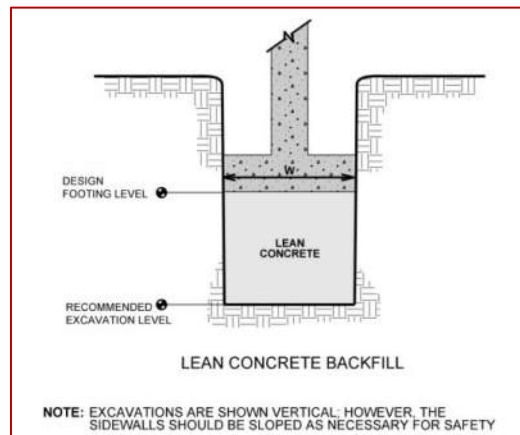 DESIGN
FOOTING LEVEL
W
LEAN
CONCRETE
RECOMMENDED
EXCAVATION LEVEL
LEAN CONCRETE BACKFILL
NOTE: EXCAVATIONS ARE SHOWN VERTICAL; HOWEVER, THE
SIDEWALLS SHOULD BE SLOPED AS NECESSARY FOR SAFETY